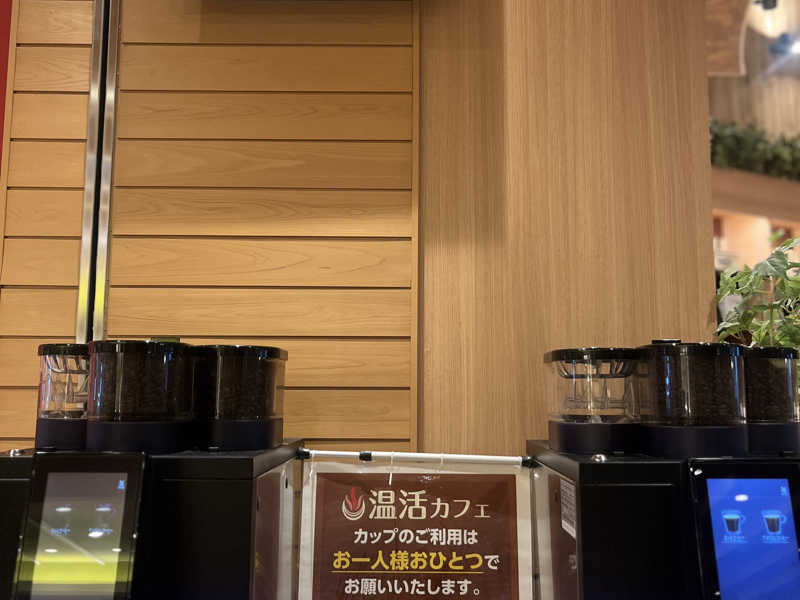 温活カフェ
カップのご利用は
お一人様おひとつで
お願いいたします。